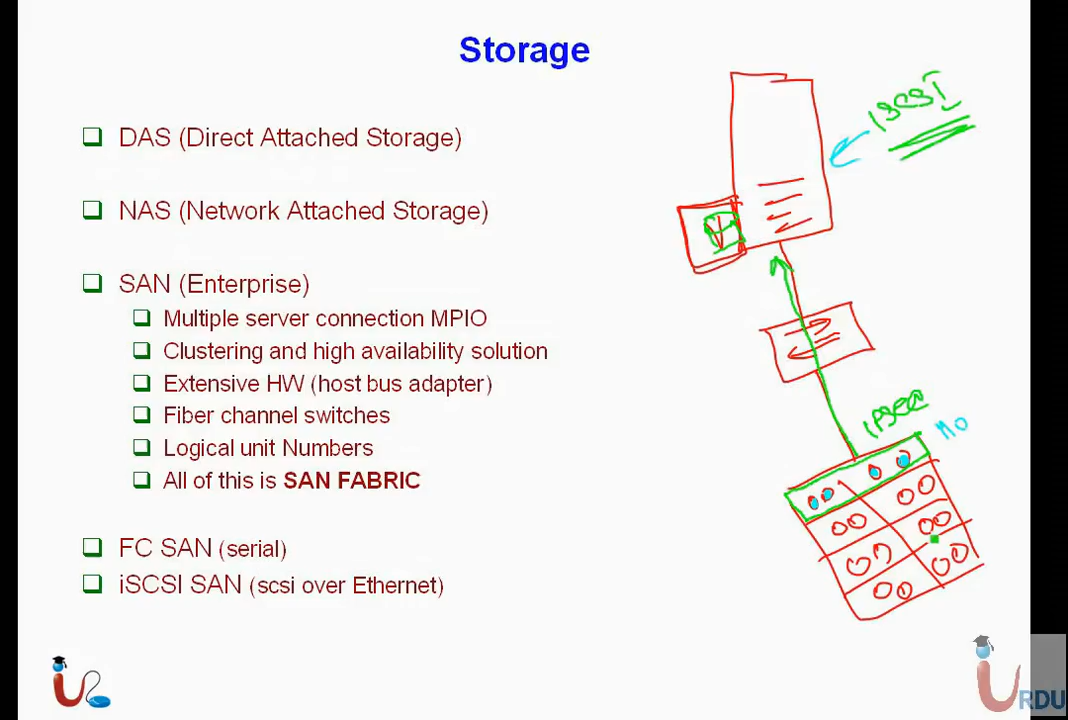 Storage
DAS (Direct Attached Storage)
NAS (Network Attached Storage)
SAN (Enterprise)
Multiple server connection MPIO
Clustering and high availability solution
Extensive HW (host bus adapter)
Fiber channel switches
Logical unit Numbers
All of this is SAN FABRIC
FC SAN (serial)
iSCSI SAN (scsi over Ethernet)
ISCSI
URDU